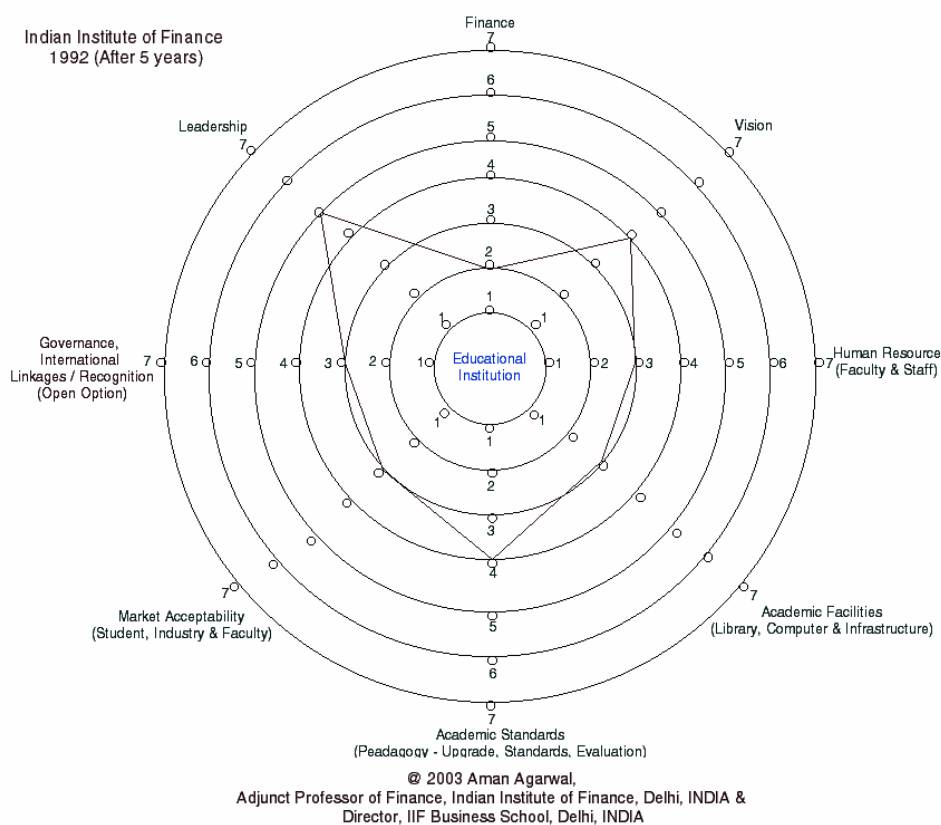 Finance
7
Indian Institute of Finance
1992 (After 5 years)
6
Leadership
7
Vision
7
5
4
3
2
1
1
1
Governance,
International
Linkages / Recognition
(Open Option)
7 6 5 4 3 2 1
Educational
Institution
1 2 3 4 5 6 7
Human Resource
(Faculty & Staff)
1
1
1
2
3
4
5
6
7
7
Market Acceptability
(Student, Industry & Faculty)
7
Academic Facilities
(Library, Computer & Infrastructure)
Academic Standards
(Peadagogy - Upgrade, Standards, Evaluation)
@ 2003 Aman Agarwal,
Adjunct Professor of Finance, Indian Institute of Finance, Delhi, INDIA &
Director, IIF Business School, Delhi, INDIA